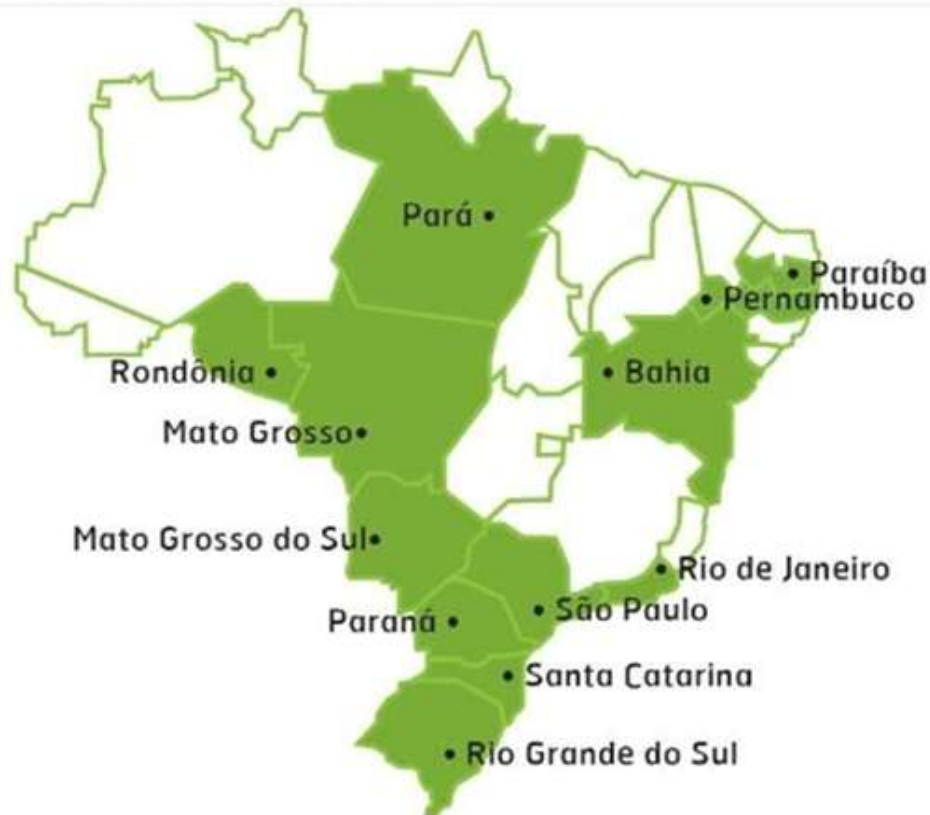 Pará
Paraíba
Pernambuco
Rondônia
Bahia
Mato Grosso
Mato Grosso do Sul
Rio de Janeiro
São Paulo
Paraná
Santa Catarina
Rio Grande do Sul